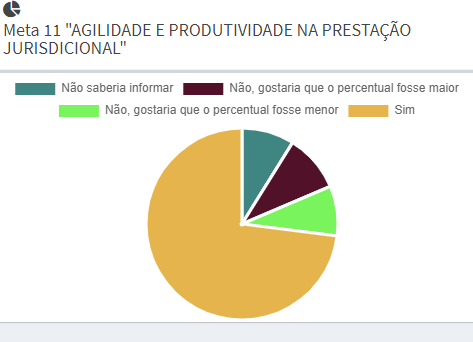 Meta 11 "AGILIDADE E PRODUTIVIDADE NA PRESTAÇÃO
JURISDICIONAL"
Não saberia informar Não, gostaria que o percentual fosse maior
Não, gostaria que o percentual fosse menor Sim